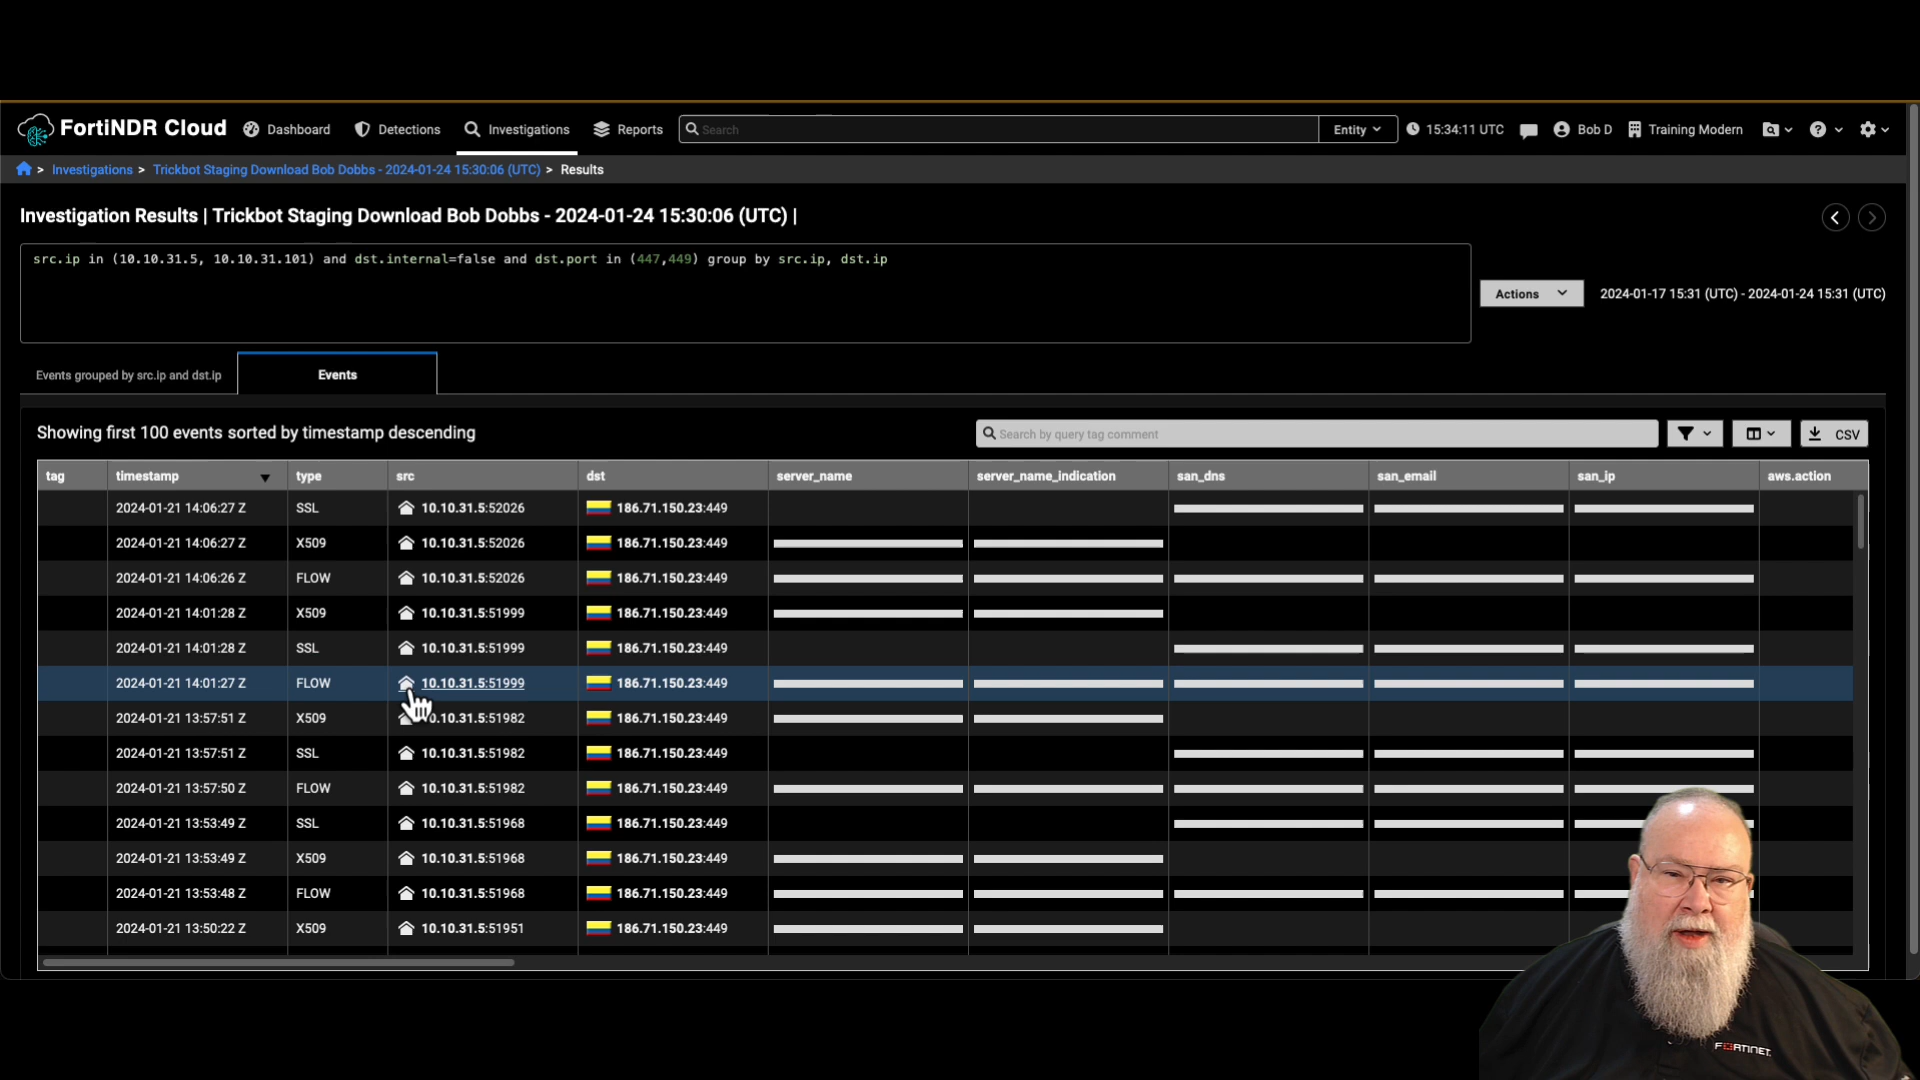 FortiNDR Cloud Dashboard Detections Investigations Reports Search Entity 15:34:11 UTC Bob D Training Modern
> Investigations > Trickbot Staging Download Bob Dobbs - 2024-01-24 15:30:06 (UTC) > Results
Investigation Results | Trickbot Staging Download Bob Dobbs - 2024-01-24 15:30:06 (UTC) |
src.ip in (10.10.31.5, 10.10.31.101) and dst.internal=false and dst.port in (447,449) group by src.ip, dst.ip
Actions 2024-01-17 15:31 (UTC) - 2024-01-24 15:31 (UTC)
Events grouped by src.ip and dst.ip Events
Showing first 100 events sorted by timestamp descending Search by query tag comment CSV
tag timestamp type src dst server_name server_name_indication san_dns san_email san_ip aws.action
2024-01-21 14:06:27 Z SSL 10.10.31.5:52026 186.71.150.23:449
2024-01-21 14:06:27 Z X509 10.10.31.5:52026 186.71.150.23:449
2024-01-21 14:06:26 Z FLOW 10.10.31.5:52026 186.71.150.23:449
2024-01-21 14:01:28 Z X509 10.10.31.5:51999 186.71.150.23:449
2024-01-21 14:01:28 Z SSL 10.10.31.5:51999 186.71.150.23:449
2024-01-21 14:01:27 Z FLOW 10.10.31.5:51999 186.71.150.23:449
2024-01-21 13:57:51 Z X509 0.10.31.5:51982 186.71.150.23:449
2024-01-21 13:57:51 Z SSL 10.10.31.5:51982 186.71.150.23:449
2024-01-21 13:57:50 Z FLOW 10.10.31.5:51982 186.71.150.23:449
2024-01-21 13:53:49 Z SSL 10.10.31.5:51968 186.71.150.23:449
2024-01-21 13:53:49 Z X509 10.10.31.5:51968 186.71.150.23:449
2024-01-21 13:53:48 Z FLOW 10.10.31.5:51968 186.71.150.23:449
2024-01-21 13:50:22 Z X509 10.10.31.5:51951 186.71.150.23:449
FORTINET